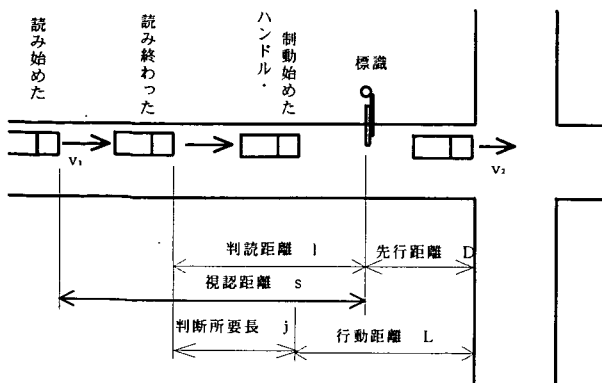 読み始めた
読み終わった
ハンドル・
制動始めた
標識
V₁
V₂
判読距離 l
先行距離 D
視認距離 s
判断所要長 j
行動距離 L